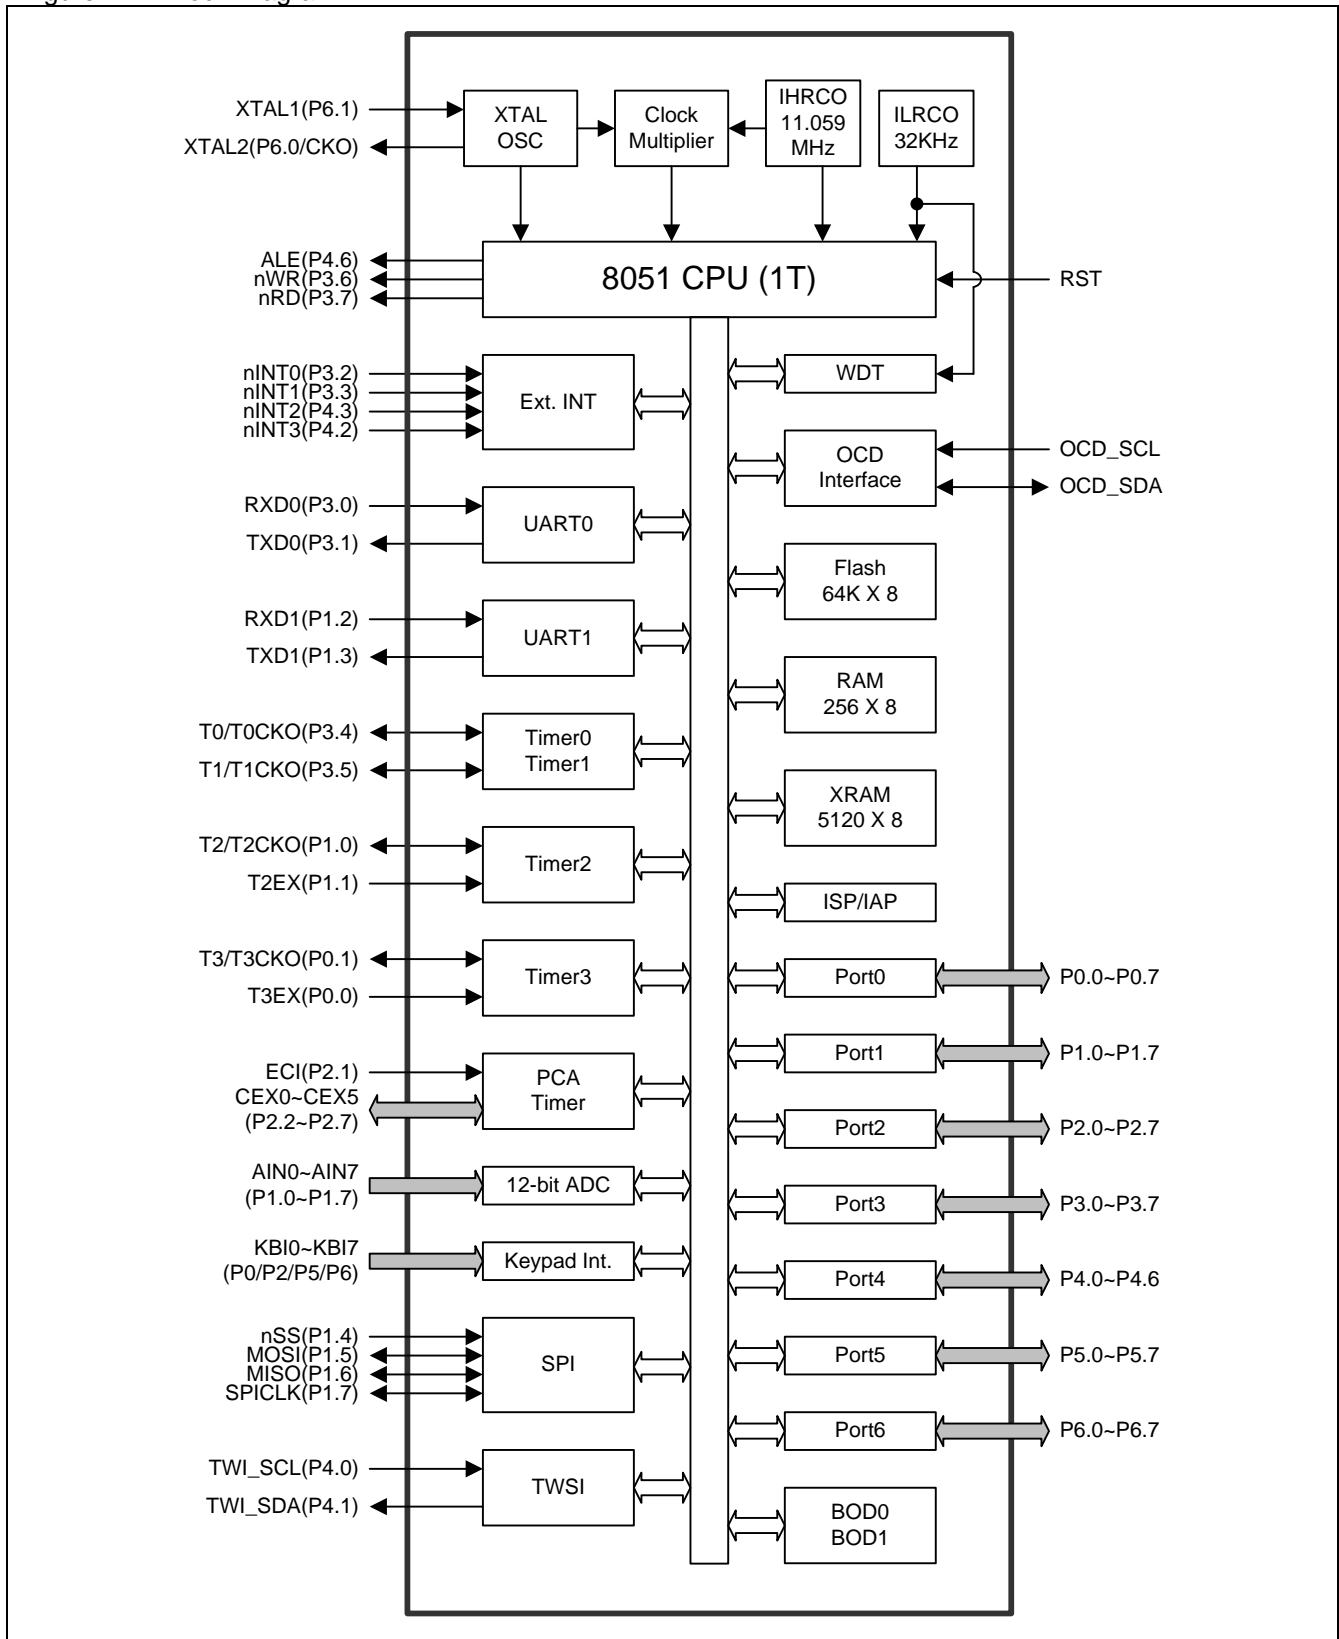 XTAL1(P6.1)
XTAL2(P6.0/CKO)
XTAL
OSC
Clock
Multiplier
IHRCO
11.059
MHz
ILRCO
32KHz
ALE(P4.6)
nWR(P3.6)
nRD(P3.7)
8051 CPU (1T)
RST
nINT0(P3.2)
nINT1(P3.3)
nINT2(P4.3)
nINT3(P4.2)
Ext. INT
WDT
OCD
Interface
OCD_SCL
OCD_SDA
RXD0(P3.0)
TXD0(P3.1)
UART0
Flash
64K X 8
RXD1(P1.2)
TXD1(P1.3)
UART1
RAM
256 X 8
T0/T0CKO(P3.4)
T1/T1CKO(P3.5)
Timer0
Timer1
XRAM
5120 X 8
T2/T2CKO(P1.0)
T2EX(P1.1)
Timer2
ISP/IAP
T3/T3CKO(P0.1)
T3EX(P0.0)
Timer3
Port0
P0.0~P0.7
Port1
P1.0~P1.7
ECI(P2.1)
CEX0~CEX5
(P2.2~P2.7)
PCA
Timer
Port2
P2.0~P2.7
AIN0~AIN7
(P1.0~P1.7)
12-bit ADC
Port3
P3.0~P3.7
KBI0~KBI7
(P0/P2/P5/P6)
Keypad Int.
Port4
P4.0~P4.6
nSS(P1.4)
MOSI(P1.5)
MISO(P1.6)
SPICLK(P1.7)
SPI
Port5
P5.0~P5.7
Port6
P6.0~P6.7
TWI_SCL(P4.0)
TWI_SDA(P4.1)
TWSI
BOD0
BOD1